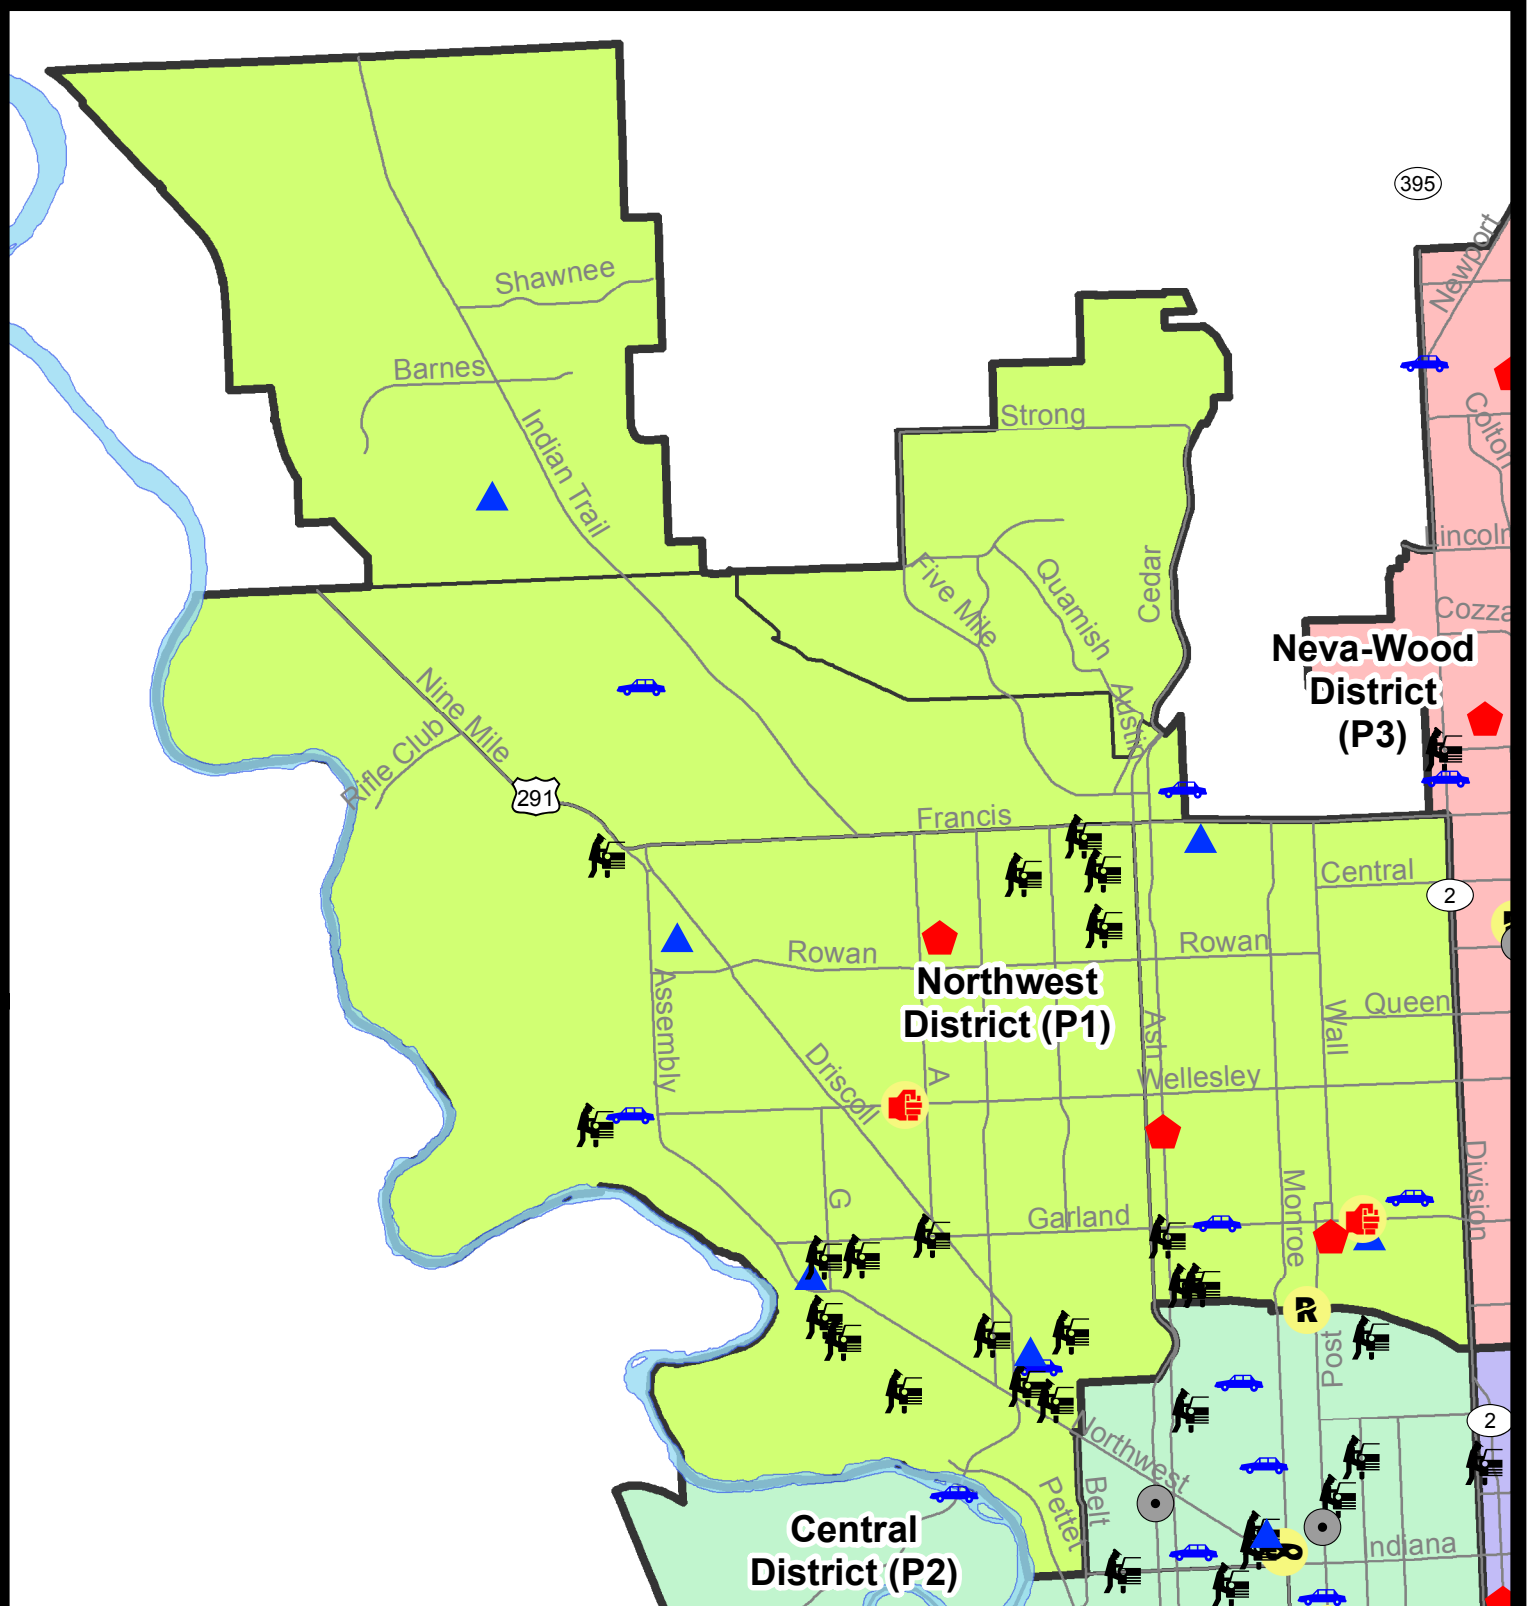 395
Newport
Shawnee
Barnes
Strong
Colton
Indian Trail
Lincoln
Cedar
Five Mile
Quamish
Cozza
Neva-Wood
District
(P3)
Nine Mile
Austin
Rifle Club
291
Francis
Central
2
Rowan
Rowan
Northwest
District (P1)
Assembly
Queen
Wall
Ash
Driscoll
A
Wellesley
Division
Monroe
G
Garland
R
Post
2
Northwest
Belt
Pettet
Central
District (P2)
Indiana